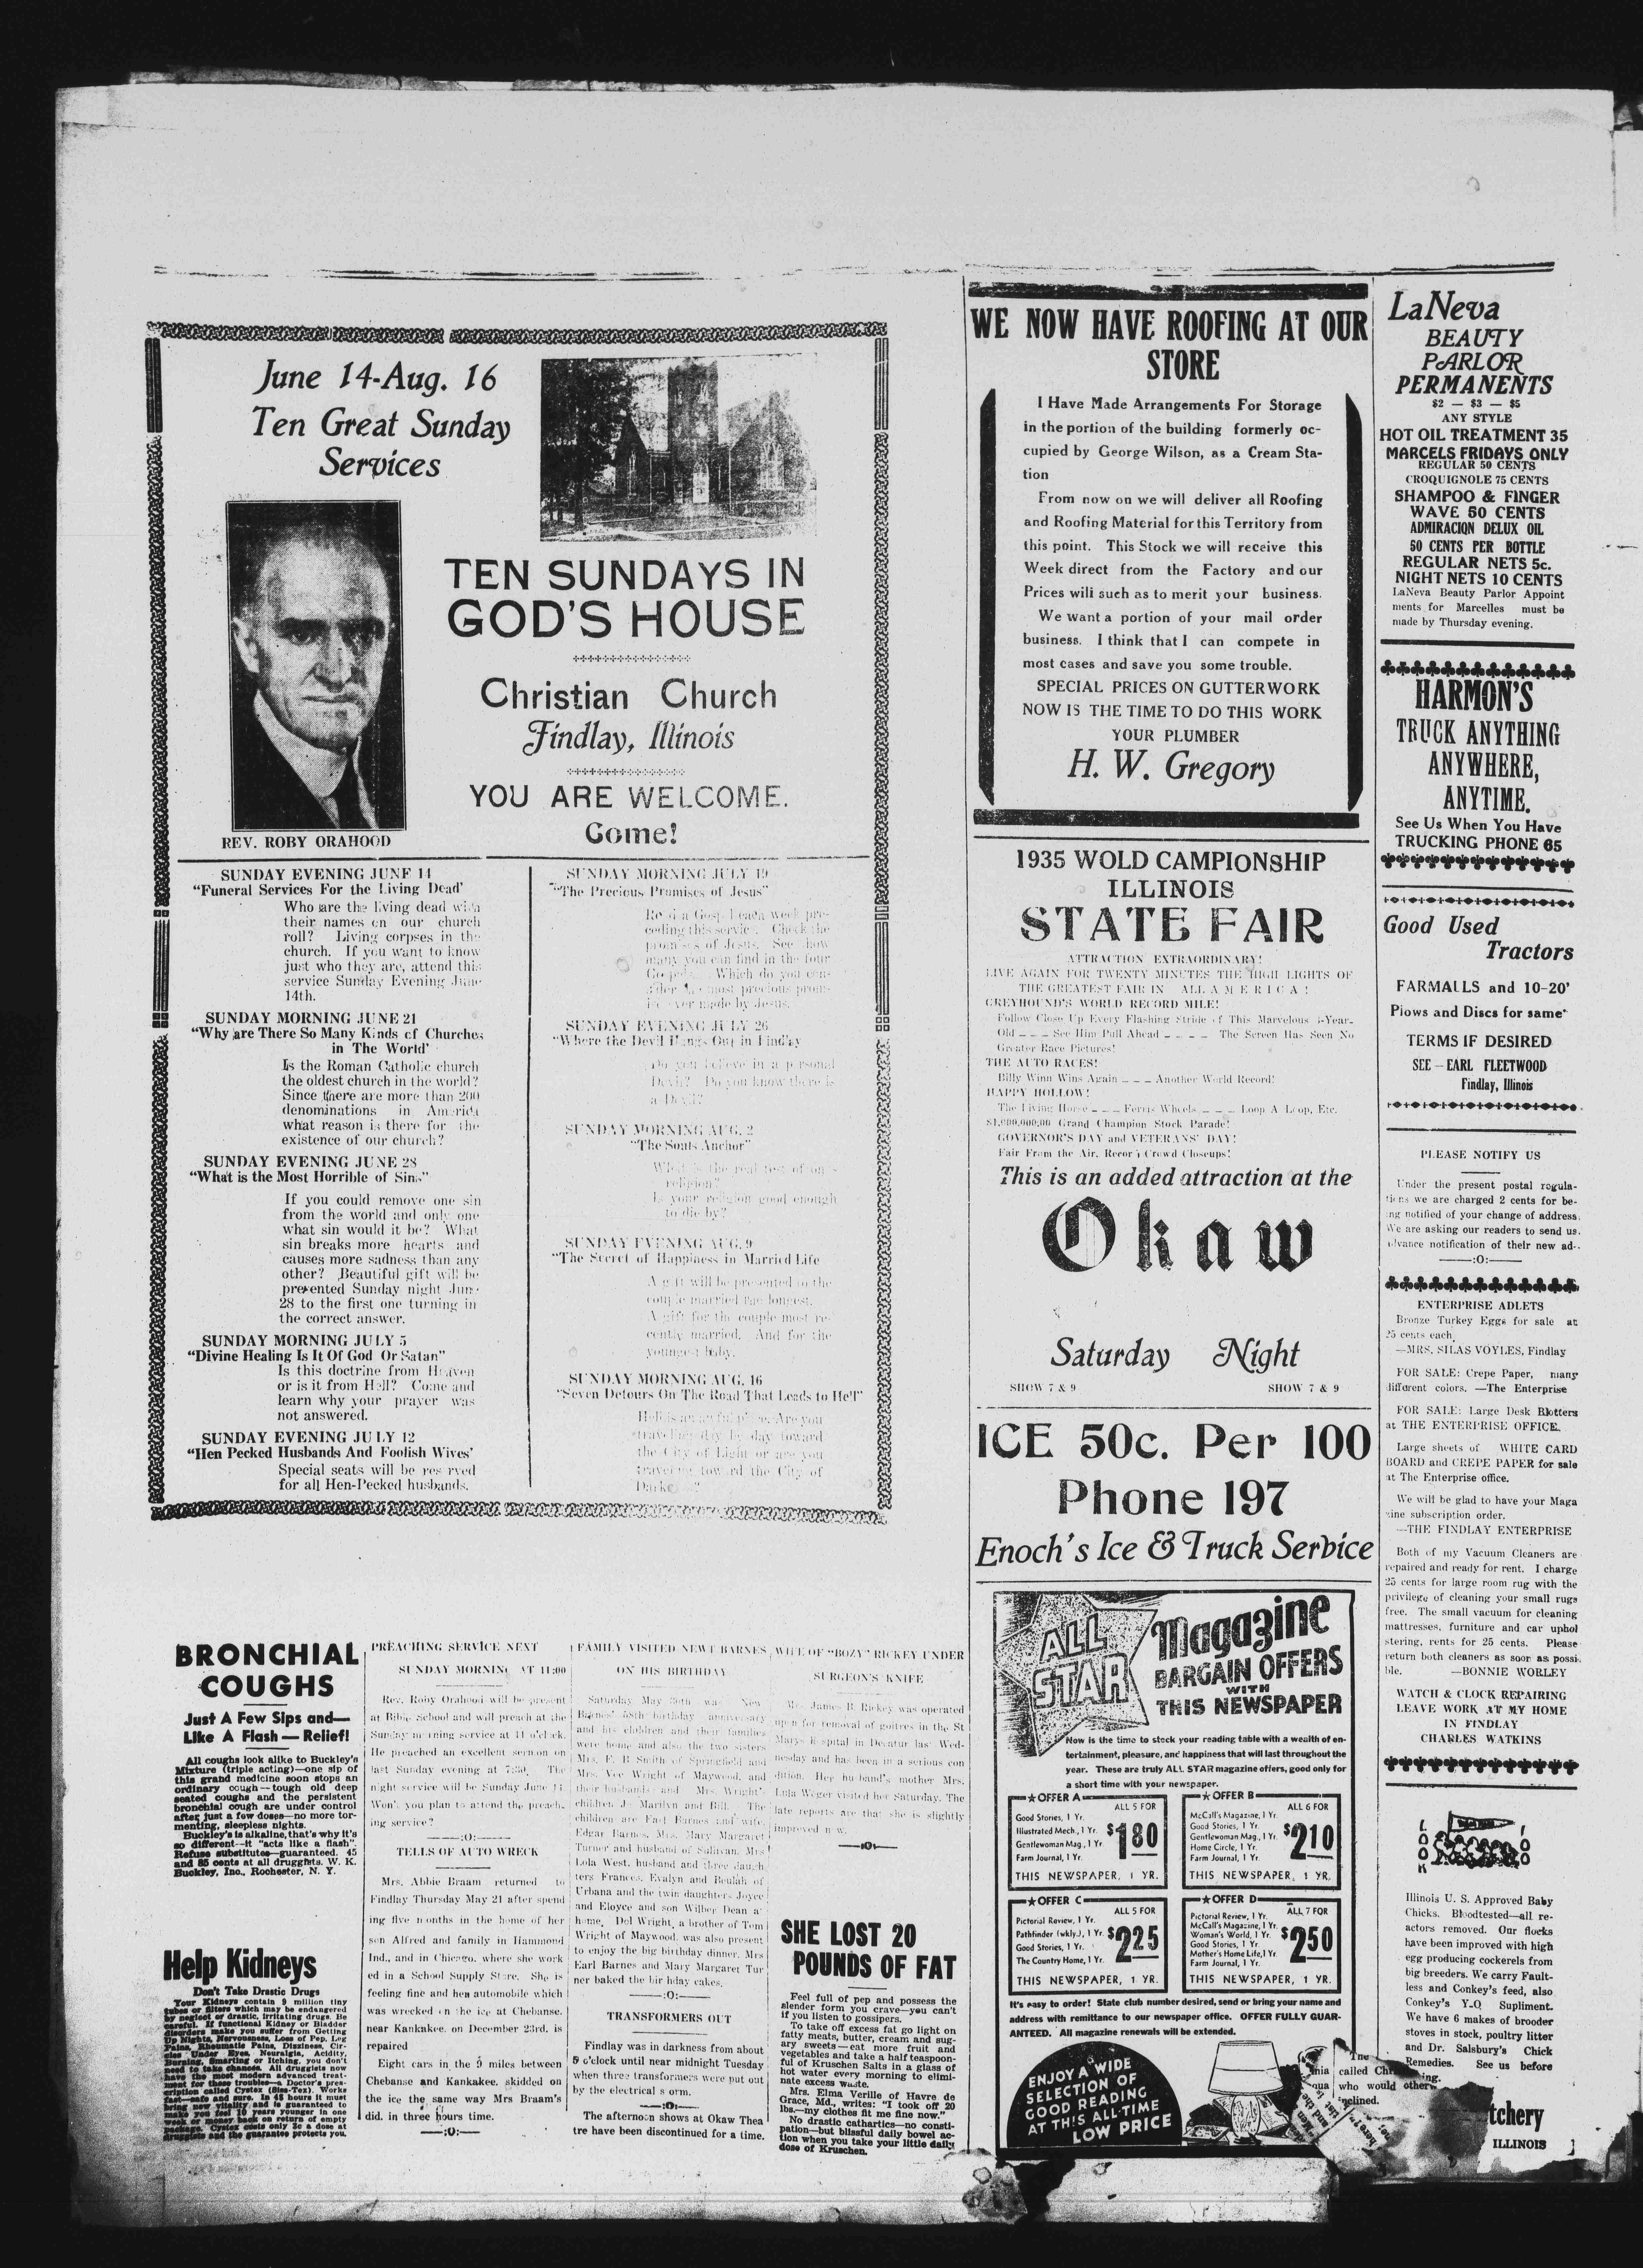 June 14-Aug. 16
Ten Great Sunday
Services
TEN SUNDAYS IN
GOD'S HOUSE
Christian Church
Findlay, Illinois
YOU ARE WELCOME.
Come!
REV. ROBY ORAHOOD
SUNDAY EVENING JUNE 14
"Funeral Services For the Living Dead'
Who are the living dead with
their names on our church
roll? Living corpses in the
church. If you want to know
just who they are, attend this
service Sunday Evening June
14th.
SUNDAY MORNING JUNE 21
"Why are There So Many Kinds of Churches
in The World'
Is the Roman Catholic church
the oldest church in the world?
Since there are more than 200
denominations in America
what reason is there for the
existence of our church?
SUNDAY EVENING JUNE 28
"What is the Most Horrible of Sins"
If you could remove one sin
from the world and only one
what sin would it be? What
sin breaks more hearts and
causes more sadness than any
other? Beautiful gift will be
presented Sunday night June
28 to the first one turning in
the correct answer.
SUNDAY MORNING JULY 5
"Divine Healing Is It Of God Or Satan"
Is this doctrine from Heaven
or is it from Hell? Come and
learn why your prayer was
not answered.
SUNDAY EVENING JULY 12
"Hen Pecked Husbands And Foolish Wives'
Special seats will be reserved
for all Hen-Pecked husbands.
SUNDAY MORNING JULY 19
"The Precious Promises of Jesus"
Read a Gospel each week pre-
ceding this service. Check the
promises of Jesus. See how
many you can find in the four
Gospels. Which do you con-
sider the most precious prom-
ise ever made by Jesus.
SUNDAY EVENING JULY 26
"Where the Devil Hangs Out in Findlay
Do you believe in a personal
Devil? Do you know there is
a Devil?
SUNDAY MORNING AUG. 2
"The Souls Anchor"
What is the real test of one's
religion?
Is your religion good enough
to die by?
SUNDAY EVENING AUG. 9
"The Secret of Happiness in Married Life
A gift will be presented to the
couple married the longest.
A gift for the couple most re-
cently married. And for the
youngest baby.
SUNDAY MORNING AUG. 16
"Seven Detours On The Road That Leads to Hell"
Hell is an awful place. Are you
traveling day by day toward
the City of Light or are you
traveling toward the City of
BRONCHIAL
COUGHS
Just A Few Sips and—
Like A Flash — Relief!
All coughs look alike to Buckley's
Mixture (triple acting)—one sip of
this grand medicine soon stops an
ordinary cough—tough old deep
seated coughs and the persistent
bronchial cough are under control
after just a few doses—no more tor-
menting, sleepless nights.
Buckley's is alkaline, that's why it's
so different—it "acts like a flash".
Refuse substitutes—guaranteed. 45
and 85 cents at all druggists. W. K.
Buckley, Inc., Rochester, N. Y.
Help Kidneys
Don't Take Drastic Drugs
Your Kidneys contain 9 million tiny
tubes or filters which may be endangered
by neglect or drastic, irritating drugs. Be
careful. If functional Kidney or Bladder
disorders make you suffer from Getting
Up Nights, Nervousness, Loss of Pep, Leg
Pains, Rheumatic Pains, Dizziness, Cir-
cles Under Eyes, Neuralgia, Acidity,
Burning, Smarting or Itching, you don't
need to take chances. All druggists now
have the most modern advanced treat-
ment for these troubles—a Doctor's pres-
cription called Cystex (Siss-Tex). Works
fast—safe and sure. In 48 hours it must
bring new vitality and is guaranteed to
make you feel 10 years younger in one
week or money back on return of empty
package. Cystex costs only 3c a dose at
druggists and the guarantee protects you.
PREACHING SERVICE NEXT
SUNDAY MORNING AT 11:00
Rev. Roby Orahood will be present
at Bible School and will preach at the
Sunday morning service at 11 o'clock.
He preached an excellent sermon on
last Sunday evening at 7:30. The
night service will be Sunday June 14
Won't you plan to attend the preach-
ing service?
—:O:—
TELLS OF AUTO WRECK
Mrs. Abbie Braam returned to
Findlay Thursday May 21 after spend
ing five months in the home of her
son Alfred and family in Hammond
Ind., and in Chicago. where she work
ed in a School Supply Store. She is
feeling fine and her automobile which
was wrecked on the ice at Chebanse.
near Kankakee. on December 23rd. is
repaired
Eight cars in the 9 miles between
Chebanse and Kankakee. skidded on
the ice the same way Mrs Braam's
did. in three hours time.
—:O:—
FAMILY VISITED NEWT BARNES
ON HIS BIRTHDAY
Saturday May was Newt
Barnes' birthday anniversary
and his children and their families
were home and also the two sisters
Mrs. F. B Smith of Springfield and
Mrs. Vee Wright of Maywood, and
their husbands and Mrs. Wright's
children Jo Marilyn and Bill. The
children are Earl Barnes and wife,
Edgar Barnes, Mrs. Mary Margaret
Turner and husband of Sullivan, Mrs
Lola West, husband and three daugh
ters Frances, Evalyn and Beulah of
Urbana and the twin daughters Joyce
and Eloyce and son Wilber Dean a
home. Del Wright, a brother of Tom
Wright of Maywood. was also present
to enjoy the big birthday dinner. Mrs
Earl Barnes and Mary Margaret Tur
ner baked the birthday cakes.
—:O:—
TRANSFORMERS OUT
Findlay was in darkness from about
5 o'clock until near midnight Tuesday
when three transformers were put out
by the electrical storm.
—:O:—
The afternoon shows at Okaw Thea
tre have been discontinued for a time.
WIFE OF "BOZY" RICKEY UNDER
SURGEON'S KNIFE
Mrs. James B. Rickey was operated
upon for removal of goitres in the St
Marys Hospital in Decatur last Wed-
nesday and has been in a serious con
dition. Her husband's mother Mrs.
Lula Weger visited her Saturday. The
late reports are that she is slightly
improved now.
—:O:—
SHE LOST 20
POUNDS OF FAT
Feel full of pep and possess the
slender form you crave—you can't
if you listen to gossipers.
To take off excess fat go light on
fatty meats, butter, cream and sug-
ary sweets—eat more fruit and
vegetables and take a half teaspoon-
ful of Kruschen Salts in a glass of
hot water every morning to elimi-
nate excess waste.
Mrs. Elma Verille of Havre de
Grace, Md., writes: "I took off 20
lbs.—my clothes fit me fine now."
No drastic cathartics—no consti-
pation—but blissful daily bowel ac-
tion when you take your little daily
dose of Kruschen.
WE NOW HAVE ROOFING AT OUR
STORE
I Have Made Arrangements For Storage
in the portion of the building formerly oc-
cupied by George Wilson, as a Cream Sta-
tion
From now on we will deliver all Roofing
and Roofing Material for this Territory from
this point. This Stock we will receive this
Week direct from the Factory and our
Prices will such as to merit your business.
We want a portion of your mail order
business. I think that I can compete in
most cases and save you some trouble.
SPECIAL PRICES ON GUTTERWORK
NOW IS THE TIME TO DO THIS WORK
YOUR PLUMBER
H. W. Gregory
1935 WOLD CAMPIONSHIP
ILLINOIS
STATE FAIR
ATTRACTION EXTRAORDINARY!
LIVE AGAIN FOR TWENTY MINUTES THE HIGH LIGHTS OF
THE GREATEST FAIR IN ALL A M E R I C A !
GREYHOUND'S WORLD RECORD MILE!
Follow Close Up Every Flashing Stride of This Marvelous 3-Year-
Old _ _ _ See Him Pull Ahead _ _ _ _ The Screen Has Seen No
Greater Race Pictures!
THE AUTO RACES!
Billy Winn Wins Again _ _ _ Another World Record!
HAPPY HOLLOW!
The Living Horse _ _ _ Ferris Wheels _ _ _ Loop A Loop, Etc.
$1,000,000.00 Grand Champion Stock Parade!
GOVERNOR'S DAY and VETERANS' DAY!
Fair From the Air. Record Crowd Closeups!
This is an added attraction at the
Okaw
Saturday Night
SHOW 7 & 9 SHOW 7 & 9
ICE 50c. Per 100
Phone 197
Enoch's Ice & Truck Serbice
ALL
STAR
Magazine
BARGAIN OFFERS
WITH
THIS NEWSPAPER
Now is the time to stock your reading table with a wealth of en-
tertainment, pleasure, and happiness that will last throughout the
year. These are truly ALL STAR magazine offers, good only for
a short time with your newspaper.
★OFFER A
ALL 5 FOR
Good Stories, 1 Yr.
Illustrated Mech., 1 Yr.
Gentlewoman Mag., 1 Yr.
Farm Journal, 1 Yr.
$1 80
THIS NEWSPAPER, 1 YR.
★OFFER B
ALL 6 FOR
McCall's Magazine, 1 Yr.
Good Stories, 1 Yr.
Gentlewoman Mag., 1 Yr.
Home Circle, 1 Yr.
Farm Journal, 1 Yr.
$2 10
THIS NEWSPAPER, 1 YR.
★OFFER C
ALL 5 FOR
Pictorial Review, 1 Yr.
Pathfinder (wkly.), 1 Yr.
Good Stories, 1 Yr.
The Country Home, 1 Yr.
$2 25
THIS NEWSPAPER, 1 YR.
★OFFER D
ALL 7 FOR
Pictorial Review, 1 Yr.
McCall's Magazine, 1 Yr.
Woman's World, 1 Yr.
Good Stories, 1 Yr.
Mother's Home Life, 1 Yr.
Farm Journal, 1 Yr.
$2 50
THIS NEWSPAPER, 1 YR.
It's easy to order! State club number desired, send or bring your name and
address with remittance to our newspaper office. OFFER FULLY GUAR-
ANTEED. All magazine renewals will be extended.
ENJOY A WIDE
SELECTION OF
GOOD READING
AT THIS ALL-TIME
LOW PRICE
LaNeva
BEAUTY
PARLOR
PERMANENTS
$2 — $3 — $5
ANY STYLE
HOT OIL TREATMENT 35
MARCELS FRIDAYS ONLY
REGULAR 50 CENTS
CROQUIGNOLE 75 CENTS
SHAMPOO & FINGER
WAVE 50 CENTS
ADMIRACION DELUX OIL
50 CENTS PER BOTTLE
REGULAR NETS 5c.
NIGHT NETS 10 CENTS
LaNeva Beauty Parlor Appoint
ments for Marcelles must be
made by Thursday evening.
HARMON'S
TRUCK ANYTHING
ANYWHERE,
ANYTIME.
See Us When You Have
TRUCKING PHONE 65
Good Used
Tractors
FARMALLS and 10-20'
Plows and Discs for same'
TERMS IF DESIRED
SEE — EARL FLEETWOOD
Findlay, Illinois
PLEASE NOTIFY US
Under the present postal regula-
tions we are charged 2 cents for be-
ing notified of your change of address.
We are asking our readers to send us.
advance notification of their new ad-
—:O:—
ENTERPRISE ADLETS
Bronze Turkey Eggs for sale at
25 cents each
—MRS. SILAS VOYLES, Findlay
FOR SALE: Crepe Paper, many
different colors. —The Enterprise
FOR SALE: Large Desk Blotters
at THE ENTERPRISE OFFICE.
Large sheets of WHITE CARD
BOARD and CREPE PAPER for sale
at The Enterprise office.
We will be glad to have your Maga
zine subscription order.
—THE FINDLAY ENTERPRISE
Both of my Vacuum Cleaners are
repaired and ready for rent. I charge
25 cents for large room rug with the
privilege of cleaning your small rugs
free. The small vacuum for cleaning
mattresses, furniture and car uphol
stering, rents for 25 cents. Please
return both cleaners as soor as possi
ble. —BONNIE WORLEY
WATCH & CLOCK REPAIRING
LEAVE WORK AT MY HOME
IN FINDLAY
CHARLES WATKINS
LOOK
!
Illinois U. S. Approved Baby
Chicks. Bloodtested—all re-
actors removed. Our flocks
have been improved with high
egg producing cockerels from
big breeders. We carry Fault-
less and Conkey's feed, also
Conkey's Y-O Supliment.
We have 6 makes of brooder
stoves in stock, poultry litter
and Dr. Salsbury's Chick
Remedies. See us before
tchery
ILLINOIS
The
called
who would